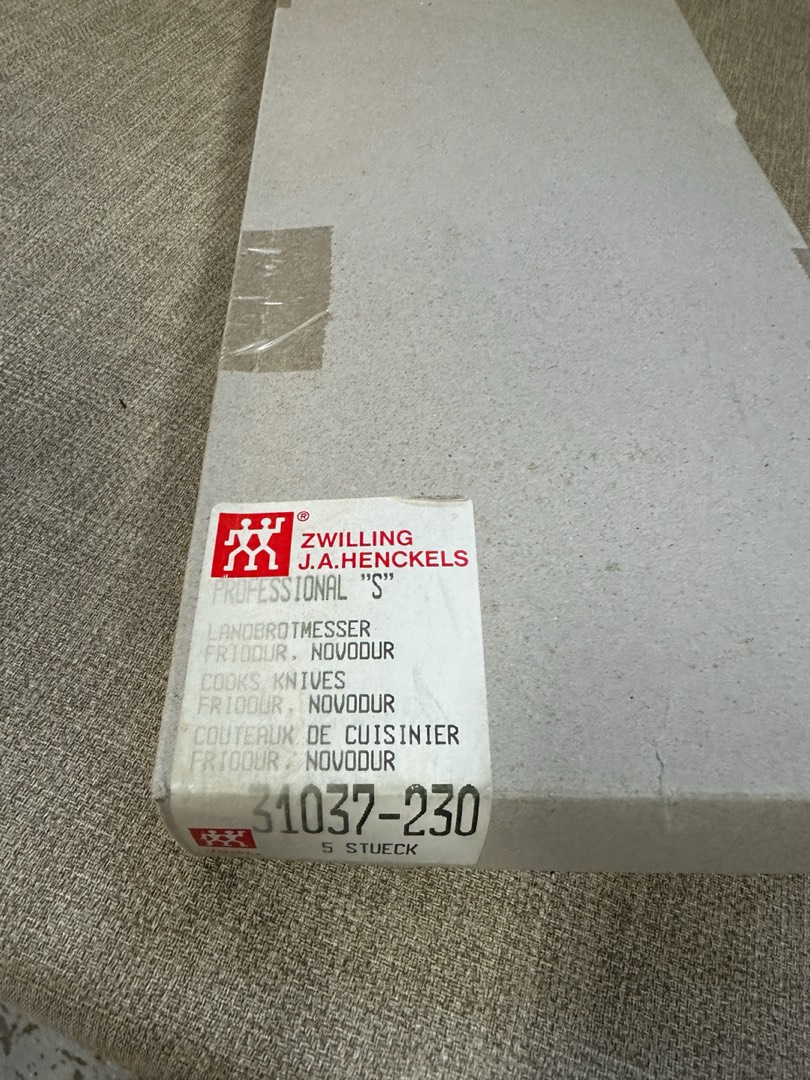 ®
ZWILLING
J.A.HENCKELS
PROFESSIONAL "S"
LANDBROTMESSER
FRIODUR, NOVODUR
COOKS KNIVES
FRIODUR, NOVODUR
COUTEAUX DE CUISINIER
FRIODUR, NOVODUR
31037-230
5 STUECK